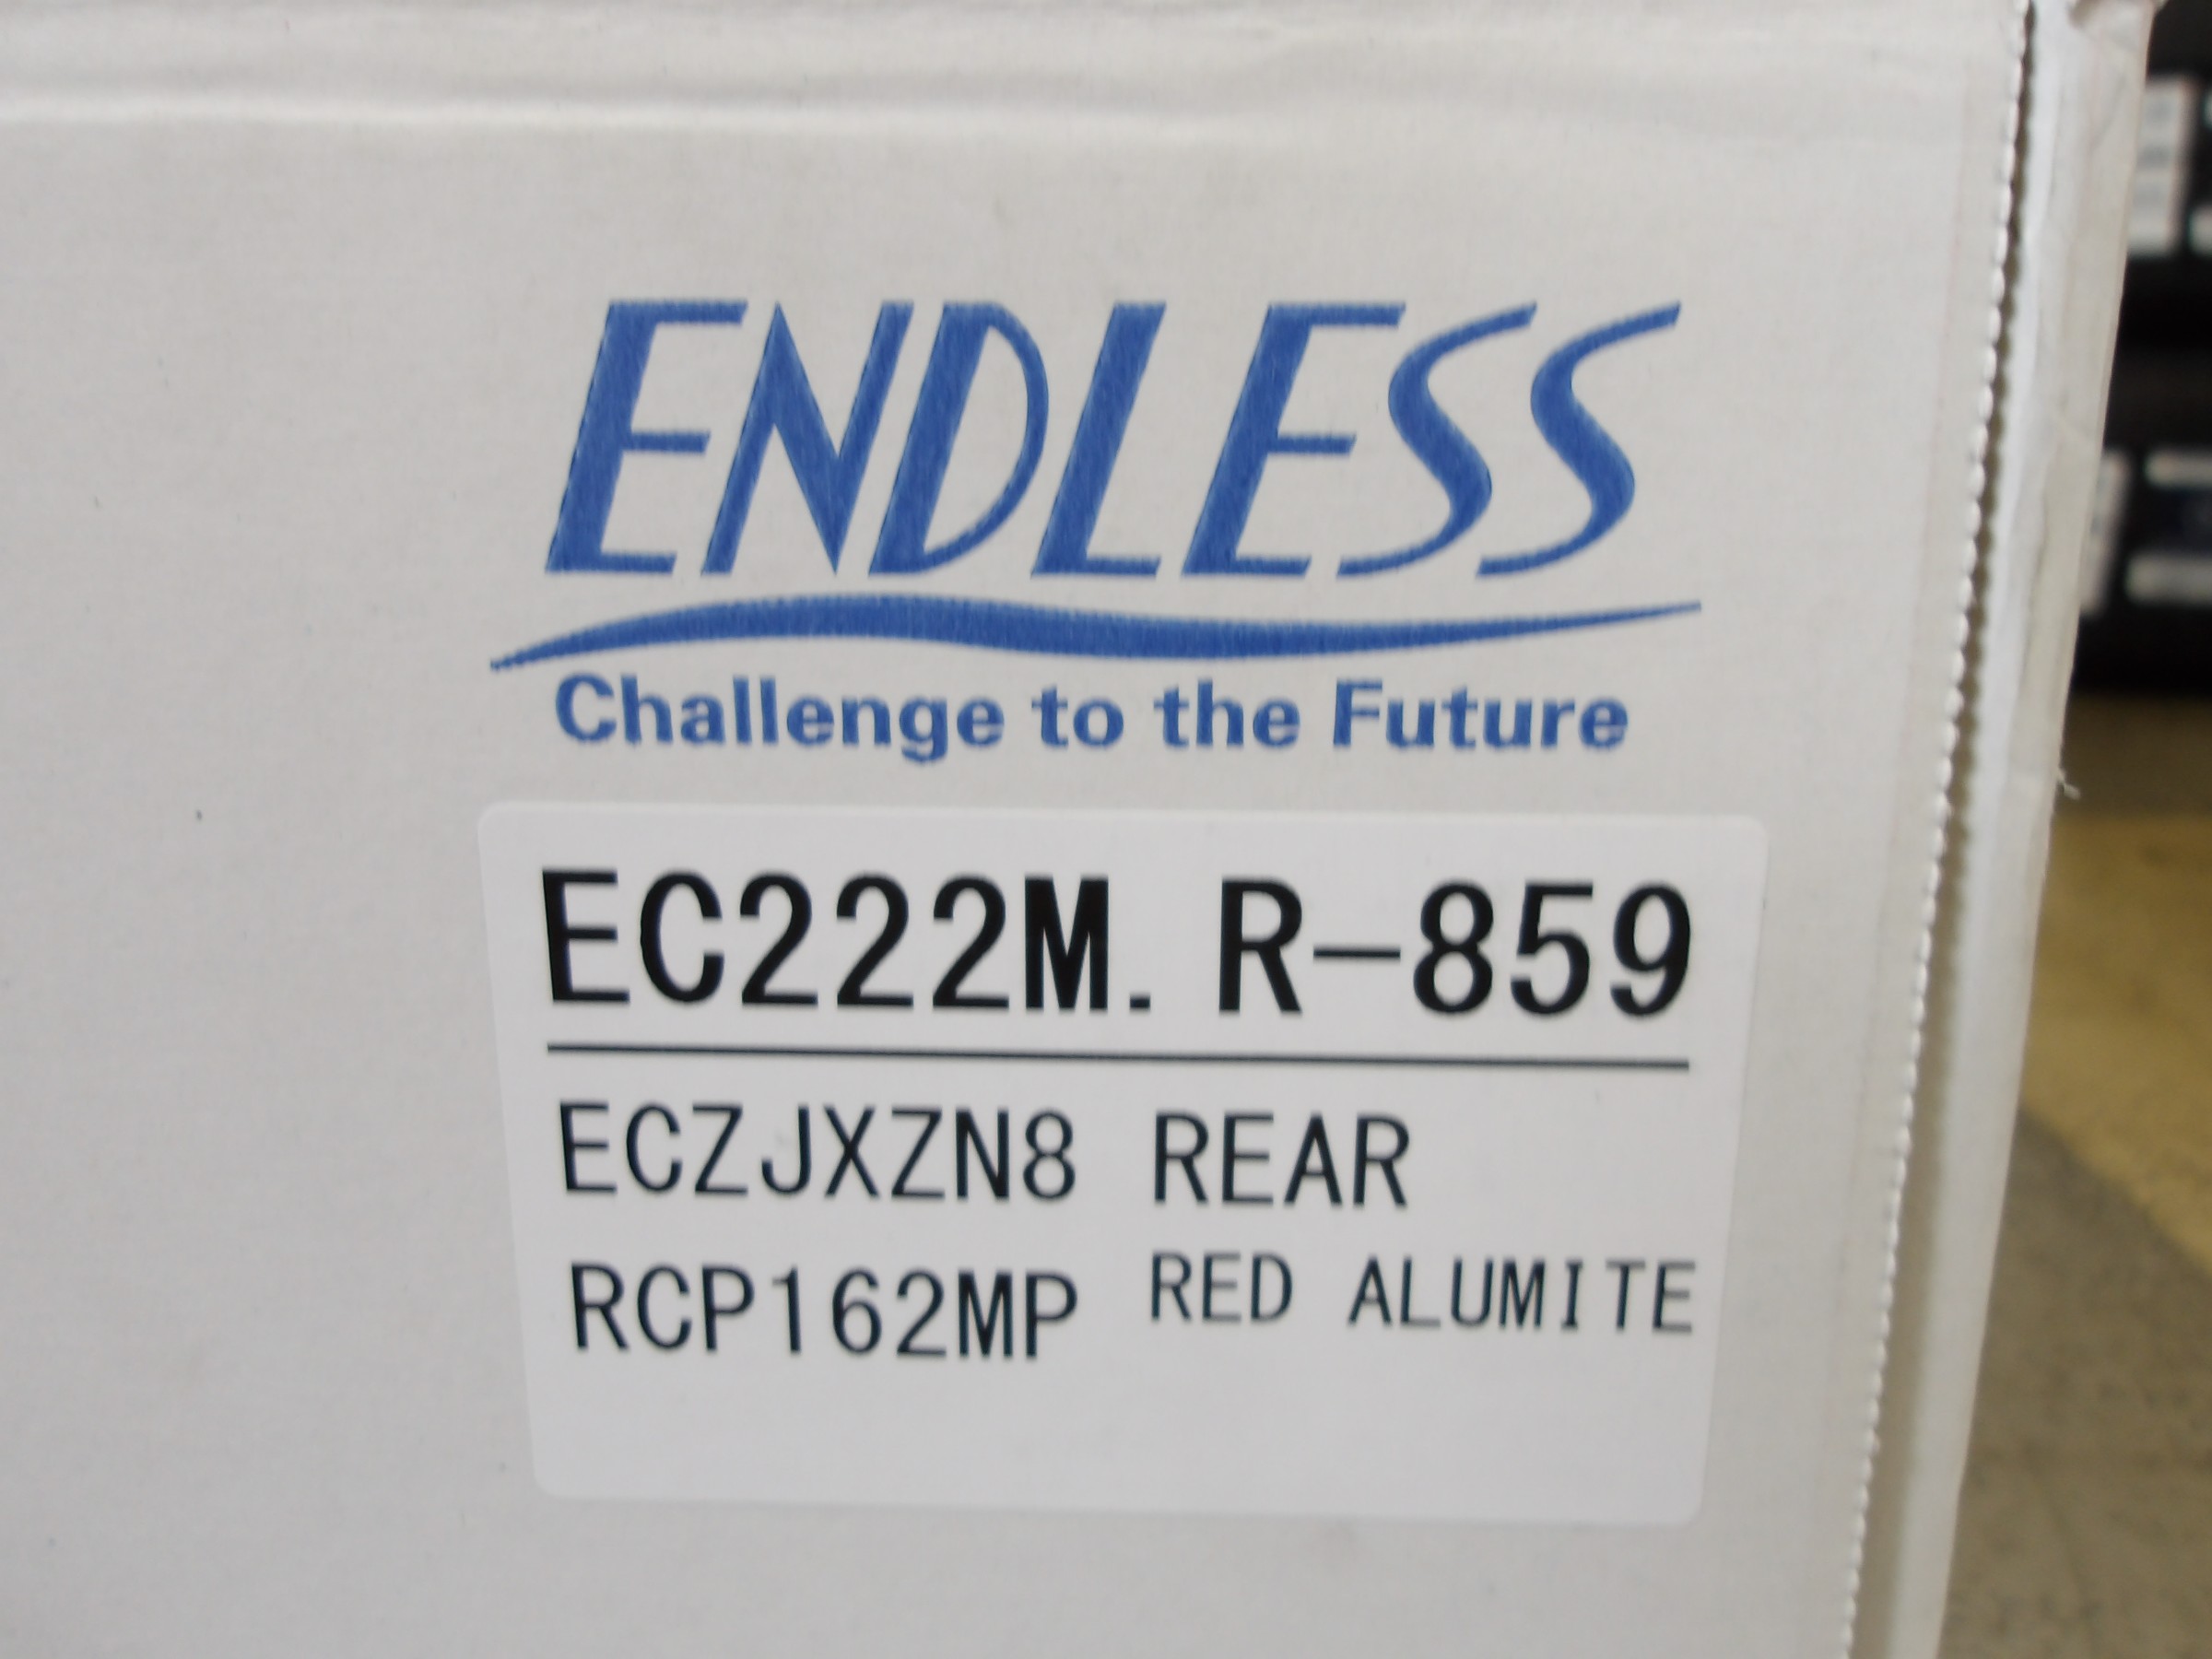 ENDLESS
Challenge to the Future
EC222M. R-859
ECZJXZN8 REAR
RCP162MP RED ALUMITE